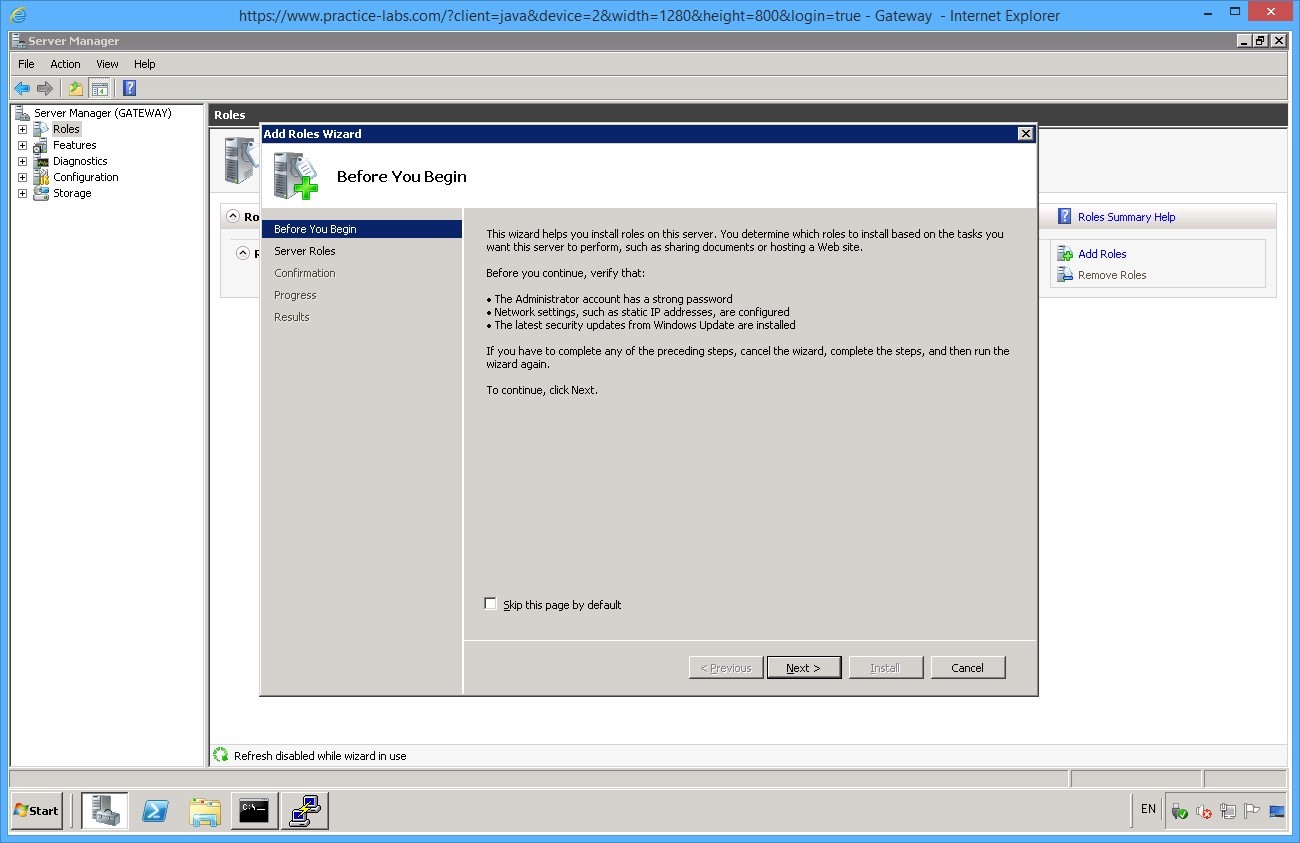 https://www.practice-labs.com/?client=java&device=2&width=1280&height=800&login=true - Gateway - Internet Explorer
Server Manager
File Action View Help
Server Manager (GATEWAY)
Roles
Features
Diagnostics
Configuration
Storage
Roles
Add Roles Wizard
Before You Begin
Ro
Roles Summary Help
Add Roles
Remove Roles
Before You Begin
Server Roles
Confirmation
Progress
Results
This wizard helps you install roles on this server. You determine which roles to install based on the tasks you
want this server to perform, such as sharing documents or hosting a Web site.
Before you continue, verify that:
• The Administrator account has a strong password
• Network settings, such as static IP addresses, are configured
• The latest security updates from Windows Update are installed
If you have to complete any of the preceding steps, cancel the wizard, complete the steps, and then run the
wizard again.
To continue, click Next.
Skip this page by default
< Previous Next > Install Cancel
Refresh disabled while wizard in use
Start
C:\
EN